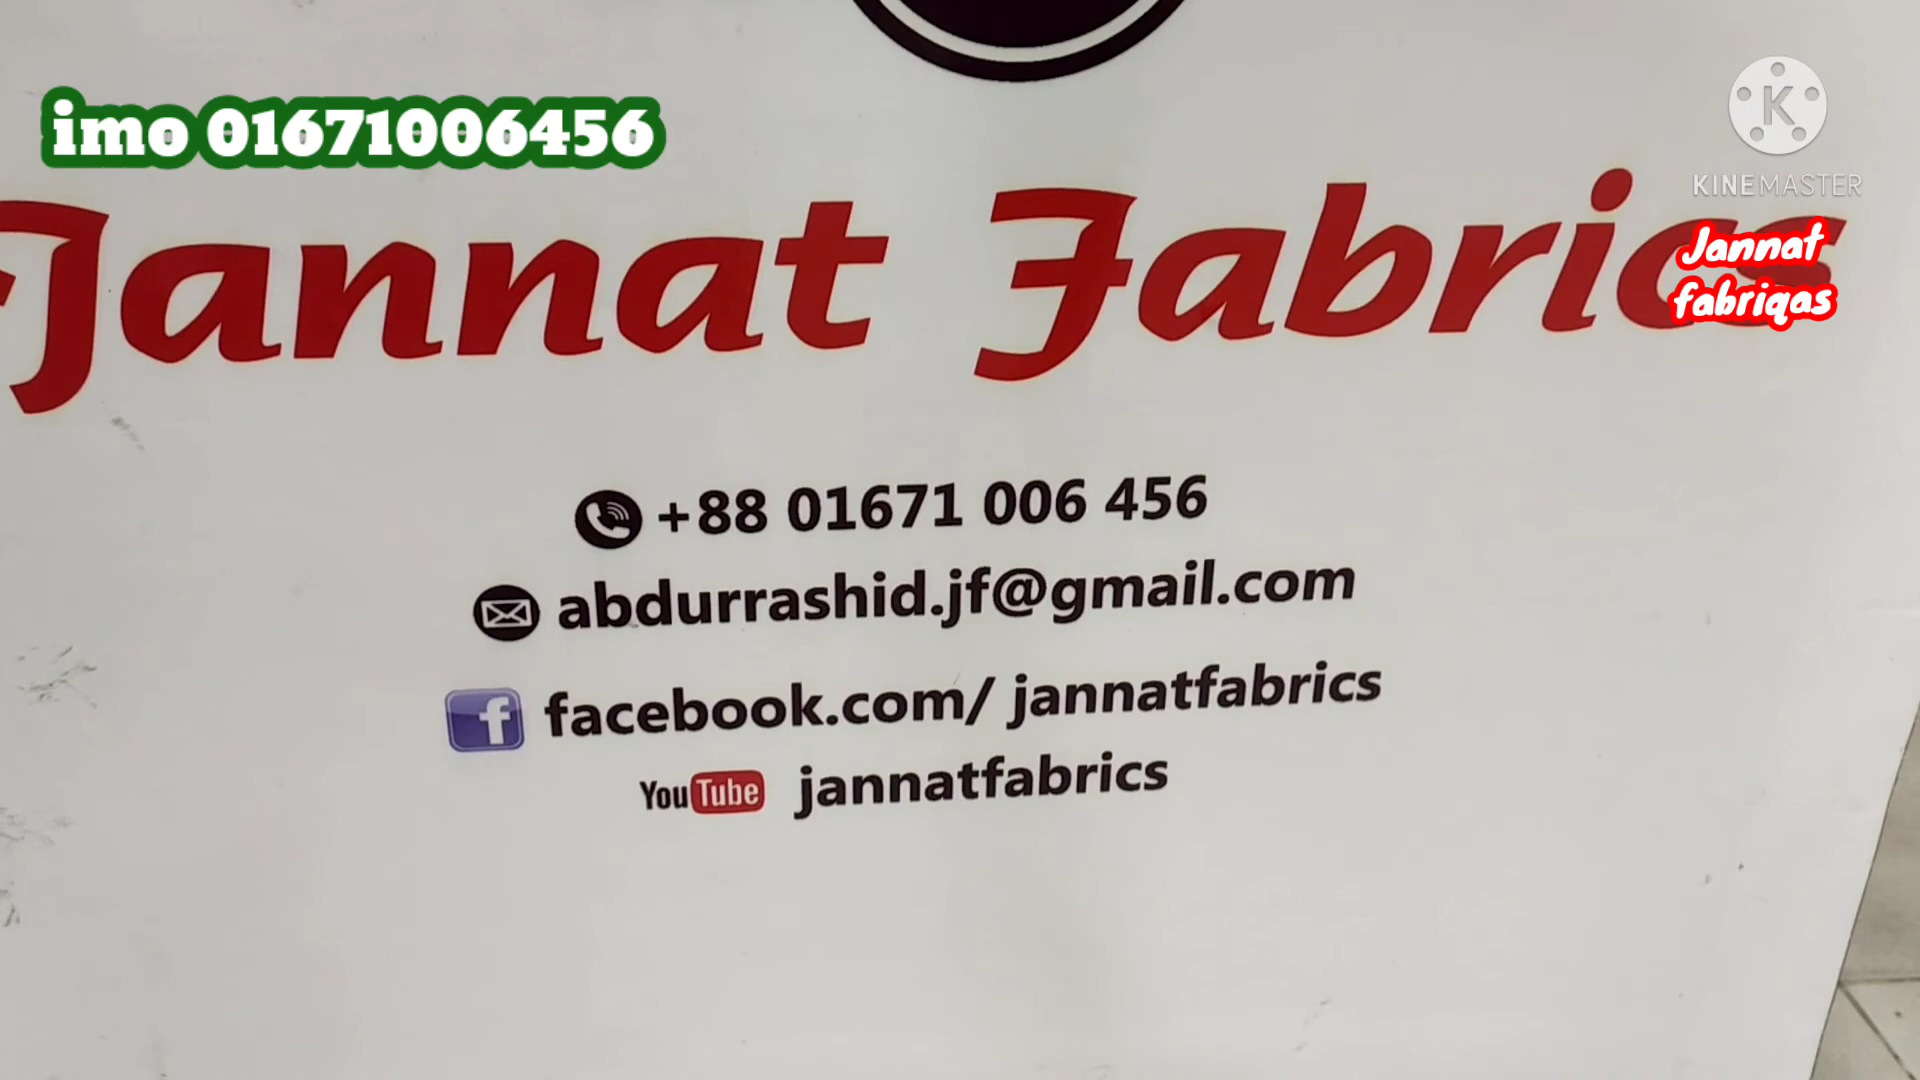 imo 01671006456
KINEMASTER
Jannat Fabrics
Jannat
fabriqas
+88 01671 006 456
abdurrashid.jf@gmail.com
facebook.com/ jannatfabrics
YouTube jannatfabrics